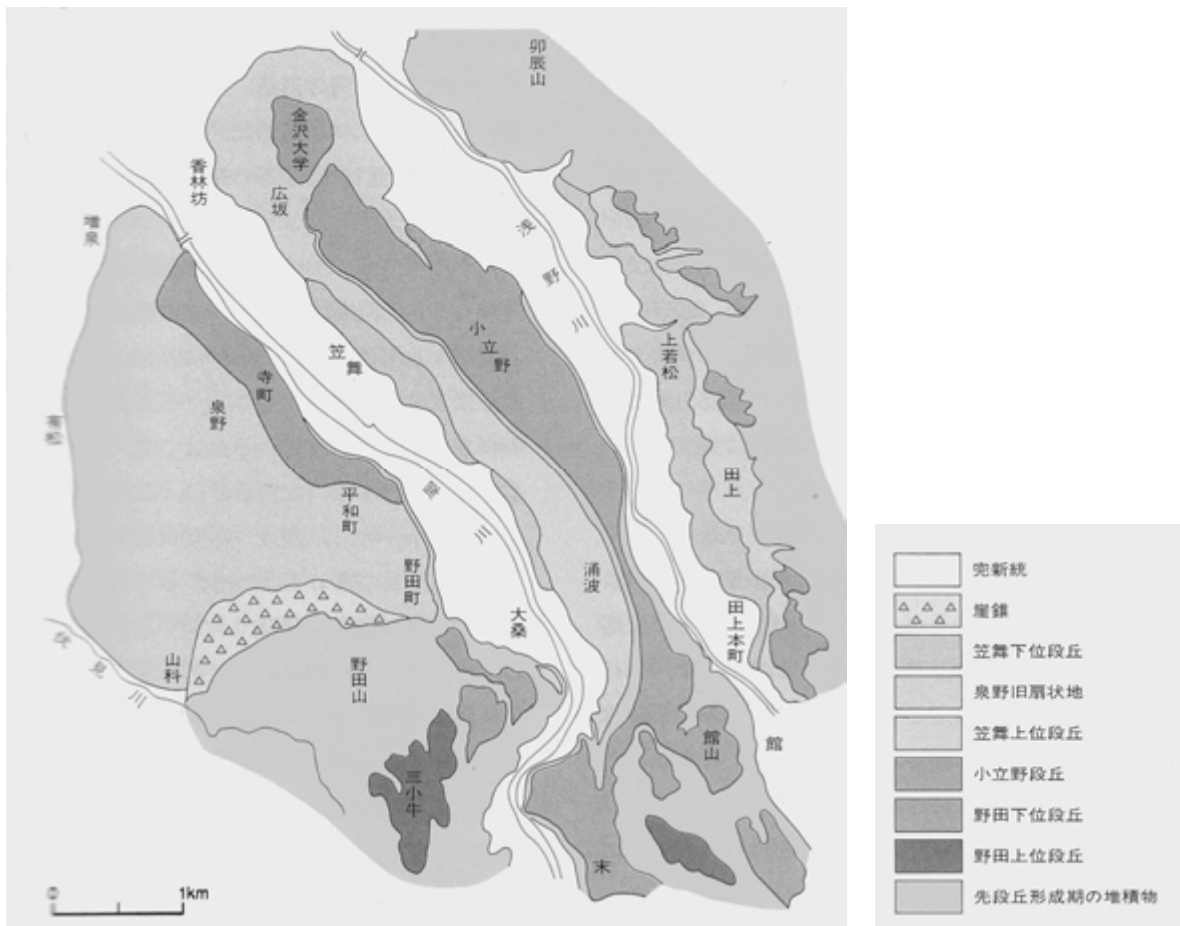 卯辰山
金沢大学
香林坊
広坂
増泉
浅野川
小立野
笠舞
上若松
寺町
泉野
有松
田上
平和町
犀川
野田町
涌波
大桑
田上本町
伏見川
山科
野田山
館山
館
三小牛
末
0 1km
完新統
崖錐
笠舞下位段丘
泉野旧扇状地
笠舞上位段丘
小立野段丘
野田下位段丘
野田上位段丘
先段丘形成期の堆積物